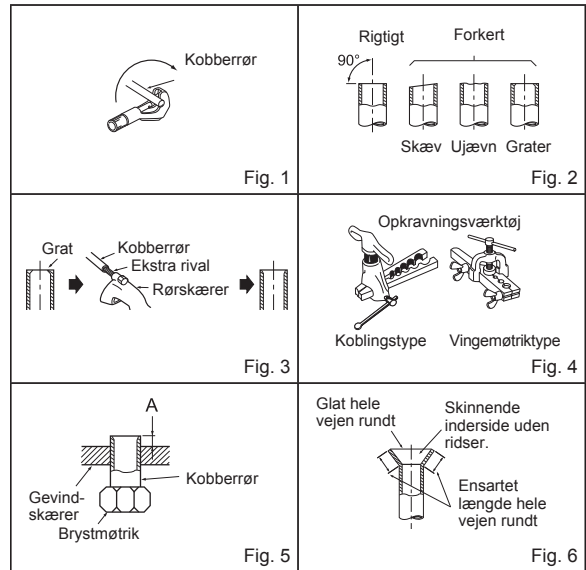 Kobberrør
Fig. 1
Rigtigt
Forkert
90°
Skæv
Ujævn
Grater
Fig. 2
Grat
Kobberrør
Ekstra rival
Rørskærer
Fig. 3
Opkravningsværktøj
Koblingstype
Vingemøtriktype
Fig. 4
A
Kobberrør
Gevind-
skærer
Brystmøtrik
Fig. 5
Glat hele
vejen rundt
Skinnende
inderside uden
ridser.
Ensartet
længde hele
vejen rundt
Fig. 6